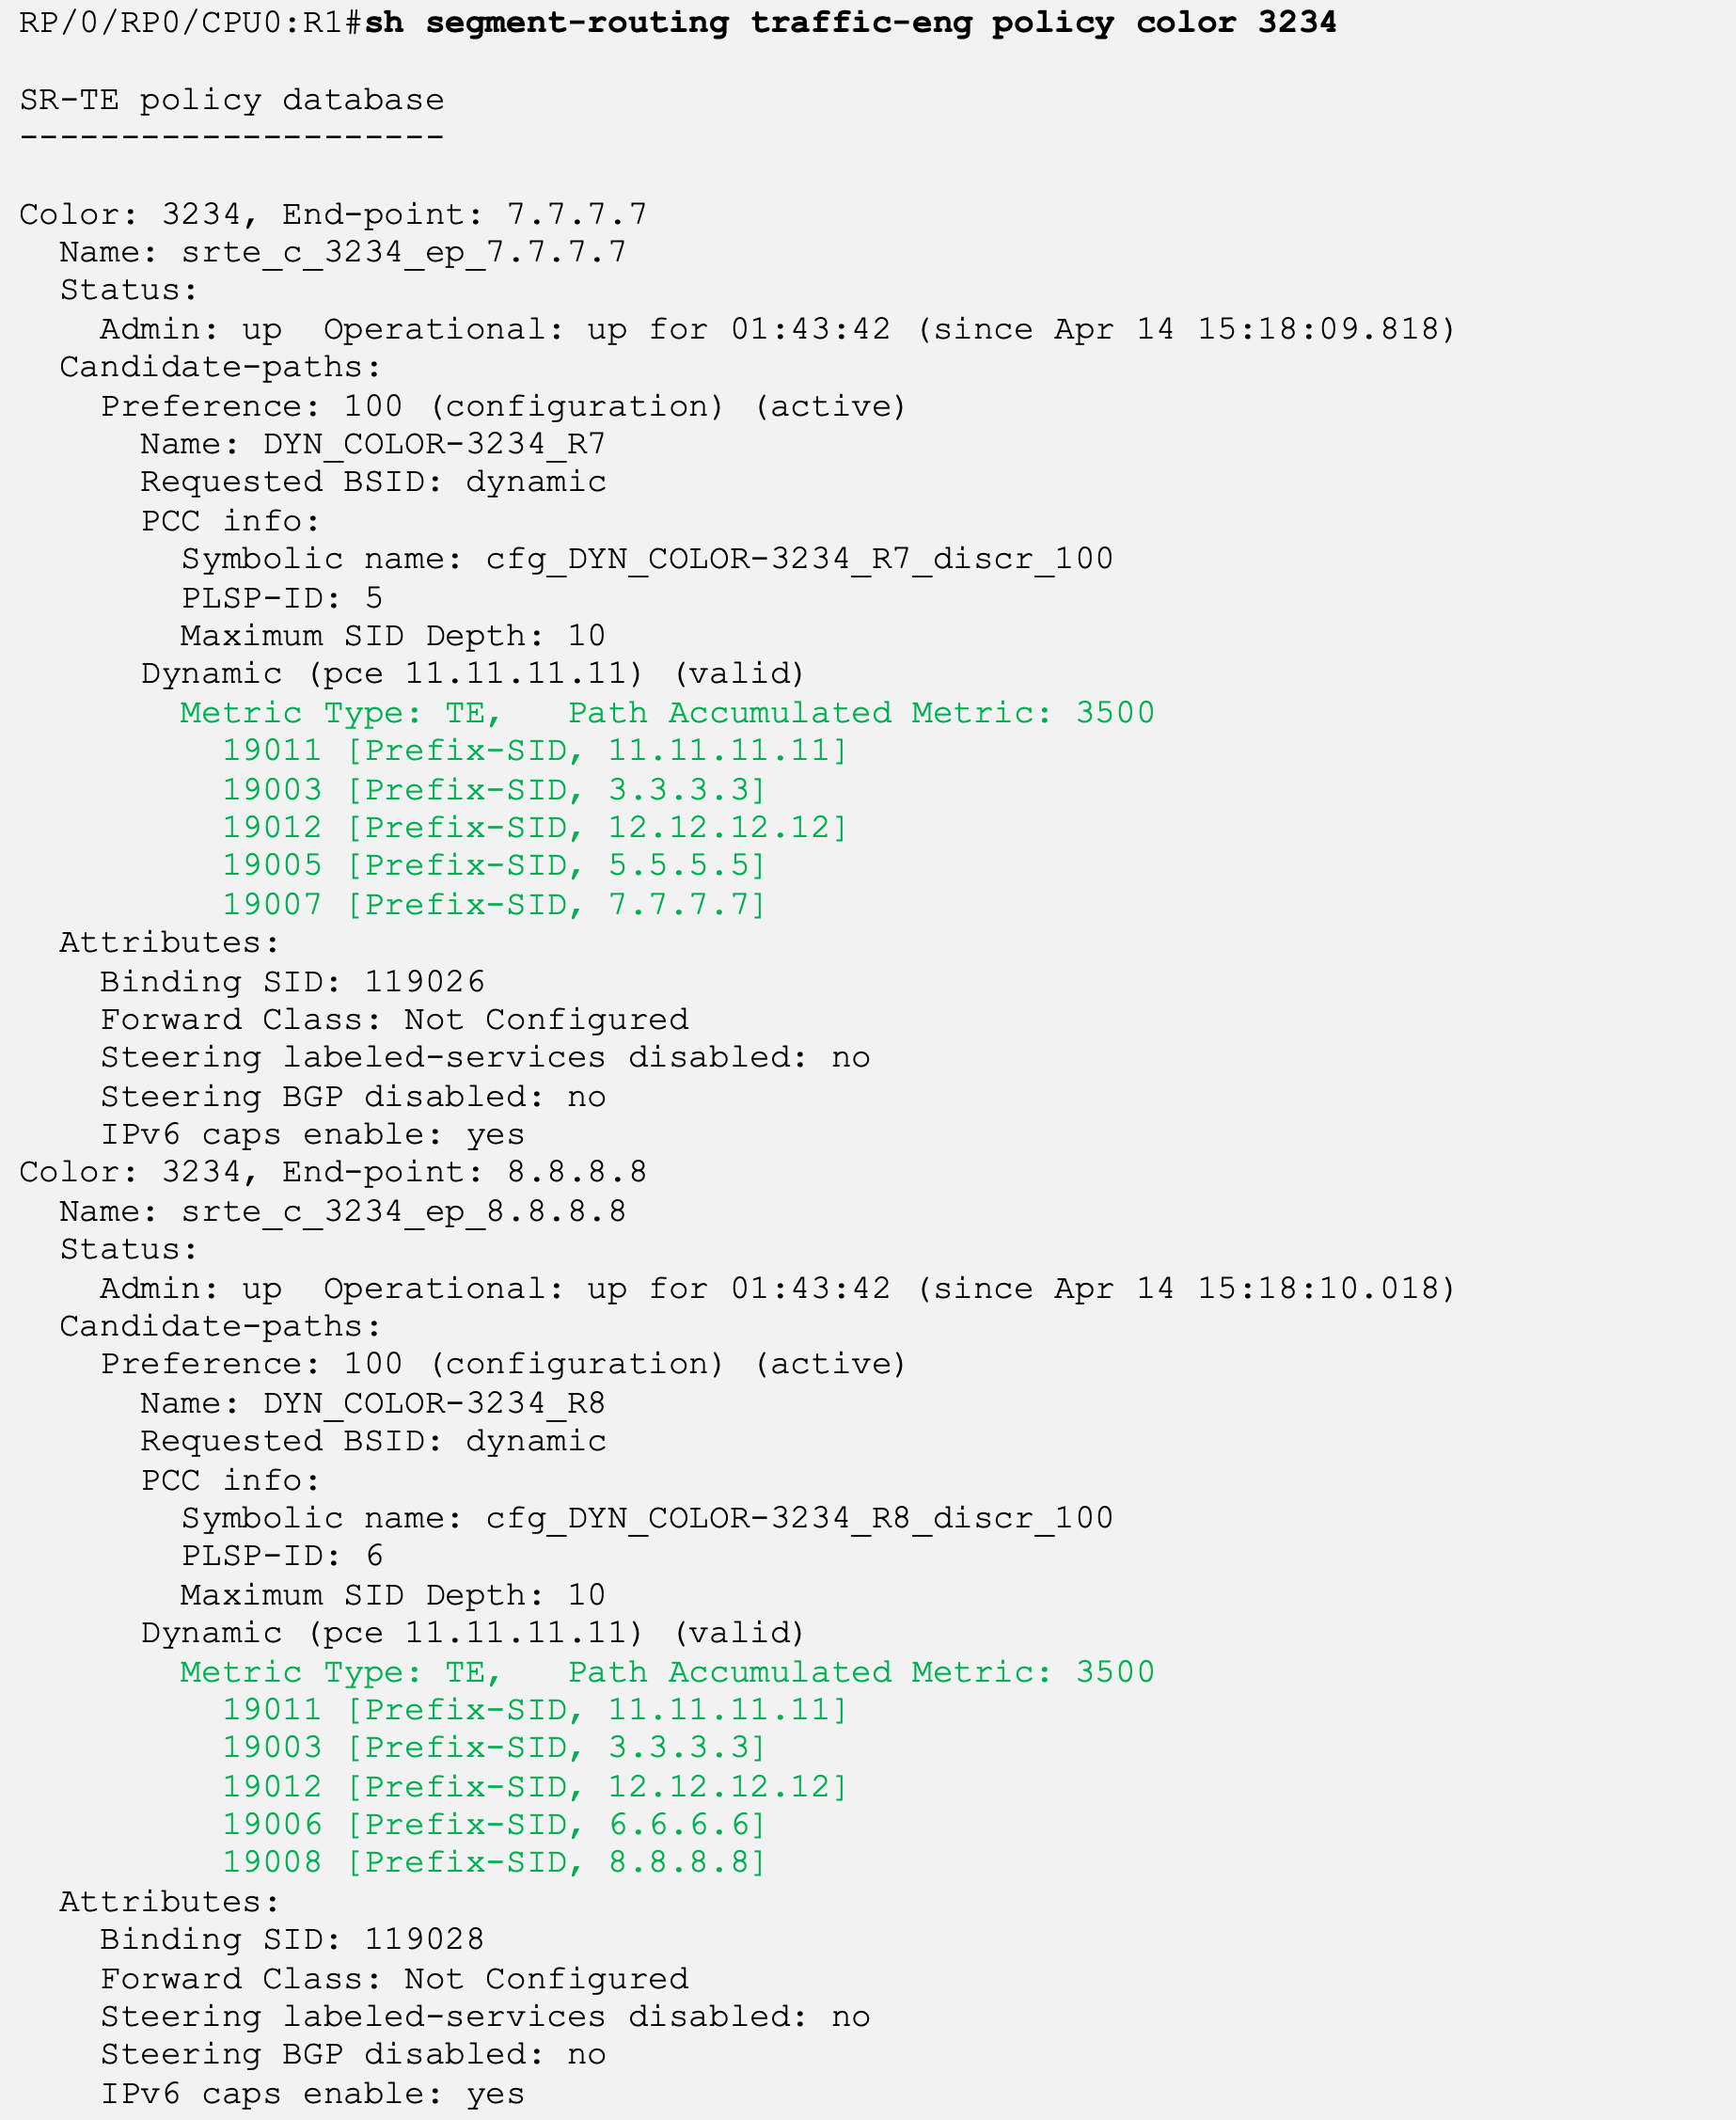 RP/0/RP0/CPU0:R1#sh segment-routing traffic-eng policy color 3234
SR-TE policy database
---------------------
Color: 3234, End-point: 7.7.7.7
Name: srte_c_3234_ep_7.7.7.7
Status:
Admin: up  Operational: up for 01:43:42 (since Apr 14 15:18:09.818)
Candidate-paths:
Preference: 100 (configuration) (active)
Name: DYN_COLOR-3234_R7
Requested BSID: dynamic
PCC info:
Symbolic name: cfg_DYN_COLOR-3234_R7_discr_100
PLSP-ID: 5
Maximum SID Depth: 10
Dynamic (pce 11.11.11.11) (valid)
Metric Type: TE,   Path Accumulated Metric: 3500
19011 [Prefix-SID, 11.11.11.11]
19003 [Prefix-SID, 3.3.3.3]
19012 [Prefix-SID, 12.12.12.12]
19005 [Prefix-SID, 5.5.5.5]
19007 [Prefix-SID, 7.7.7.7]
Attributes:
Binding SID: 119026
Forward Class: Not Configured
Steering labeled-services disabled: no
Steering BGP disabled: no
IPv6 caps enable: yes
Color: 3234, End-point: 8.8.8.8
Name: srte_c_3234_ep_8.8.8.8
Status:
Admin: up  Operational: up for 01:43:42 (since Apr 14 15:18:10.018)
Candidate-paths:
Preference: 100 (configuration) (active)
Name: DYN_COLOR-3234_R8
Requested BSID: dynamic
PCC info:
Symbolic name: cfg_DYN_COLOR-3234_R8_discr_100
PLSP-ID: 6
Maximum SID Depth: 10
Dynamic (pce 11.11.11.11) (valid)
Metric Type: TE,   Path Accumulated Metric: 3500
19011 [Prefix-SID, 11.11.11.11]
19003 [Prefix-SID, 3.3.3.3]
19012 [Prefix-SID, 12.12.12.12]
19006 [Prefix-SID, 6.6.6.6]
19008 [Prefix-SID, 8.8.8.8]
Attributes:
Binding SID: 119028
Forward Class: Not Configured
Steering labeled-services disabled: no
Steering BGP disabled: no
IPv6 caps enable: yes